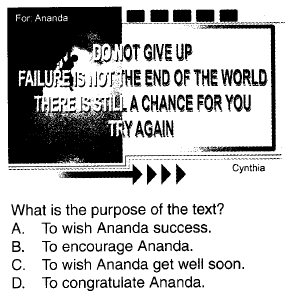 For: Ananda
DO NOT GIVE UP
FAILURE IS NOT THE END OF THE WORLD
THERE IS STILL A CHANCE FOR YOU
TRY AGAIN
Cynthia
What is the purpose of the text?
A. To wish Ananda success.
B. To encourage Ananda.
C. To wish Ananda get well soon.
D. To congratulate Ananda.